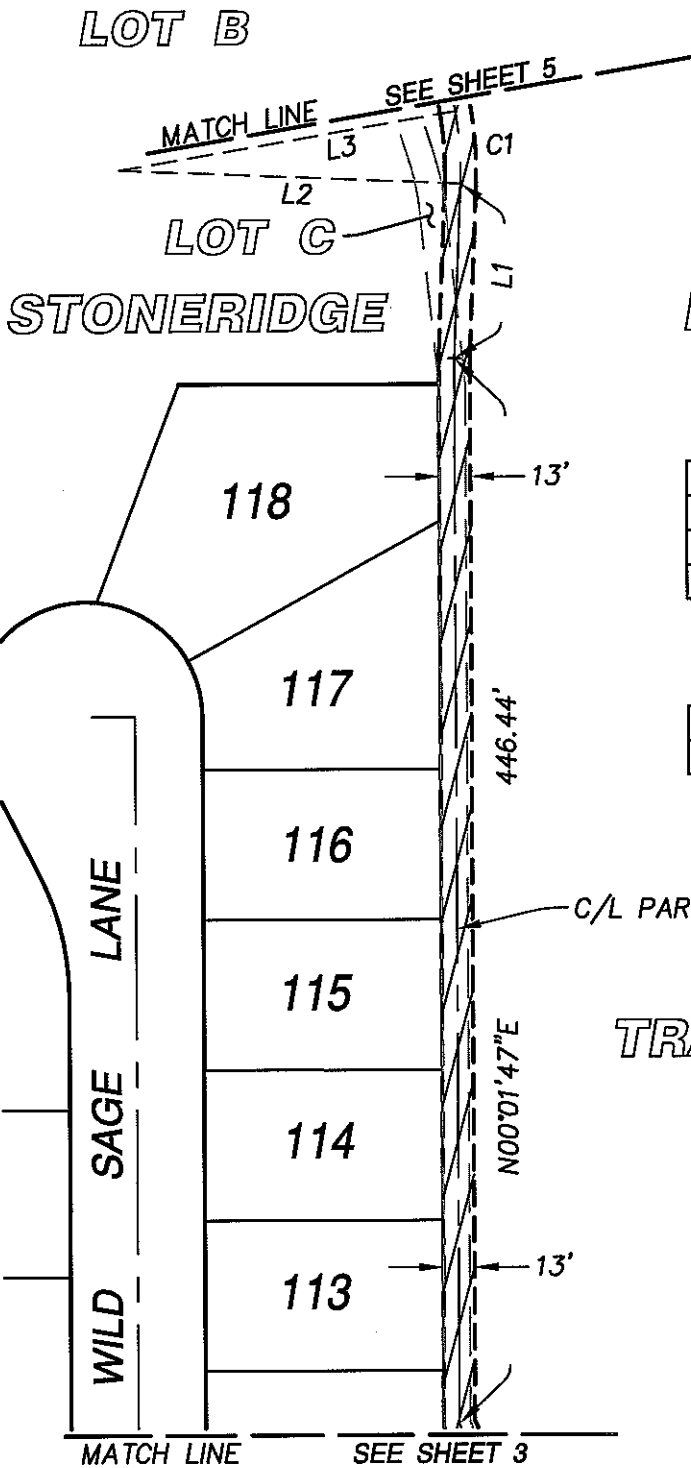 LOT B
SEE SHEET 5
MATCH LINE
L3
C1
L2
LOT C
L1
STONERIDGE
13'
118
117
446.44'
116
C/L PAR
115
TRA
N00°01'47"E
114
13'
113
WILD SAGE LANE
MATCH LINE
SEE SHEET 3